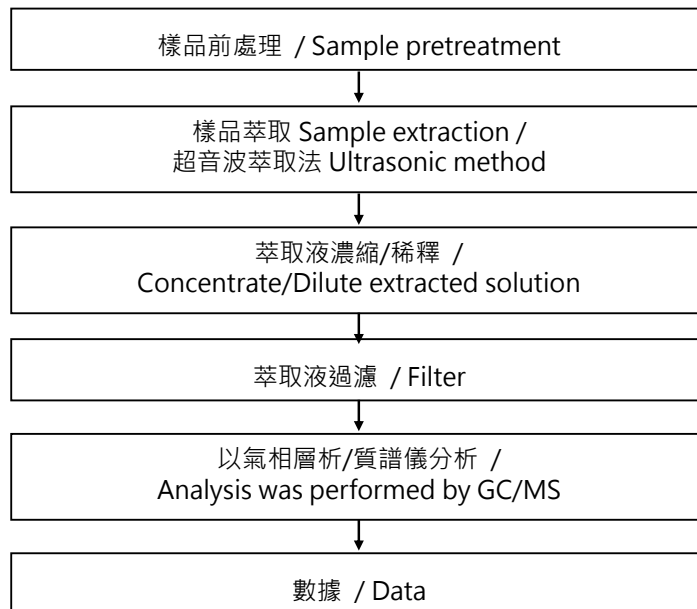 樣品前處理 / Sample pretreatment
樣品萃取 Sample extraction /
超音波萃取法 Ultrasonic method
萃取液濃縮/稀釋 /
Concentrate/Dilute extracted solution
萃取液過濾 / Filter
以氣相層析/質譜儀分析 /
Analysis was performed by GC/MS
數據 / Data